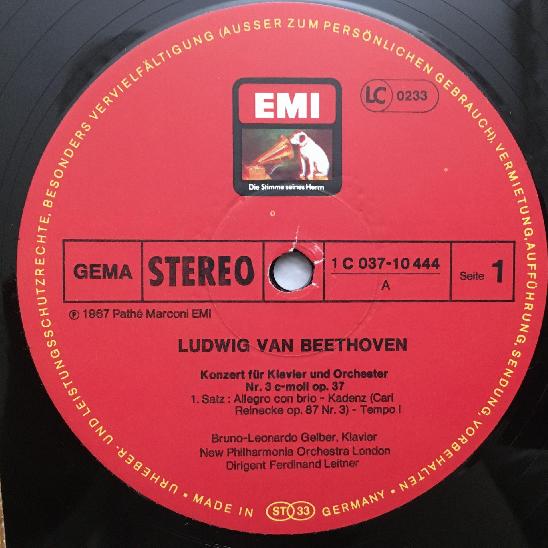 URHEBER- UND LEISTUNGSSCHUTZRECHTE, BESONDERS VERVIELFÄLTIGUNG (AUSSER ZUM PERSÖNLICHEN GEBRAUCH), VERMIETUNG, AUFFÜHRUNG, SENDUNG, VORBEHALTEN •
EMI
Die Stimme seines Herrn
LC 0233
GEMA
STEREO
1 C 037-10 444
A
Seite 1
℗ 1967 Pathé Marconi EMI
LUDWIG VAN BEETHOVEN
Konzert für Klavier und Orchester
Nr. 3 c-moll op. 37
1. Satz : Allegro con brio - Kadenz (Carl
Reinecke op. 87 Nr. 3) - Tempo I
Bruno-Leonardo Gelber, Klavier
New Philharmonia Orchestra London
Dirigent Ferdinand Leitner
• MADE IN ST 33 GERMANY •